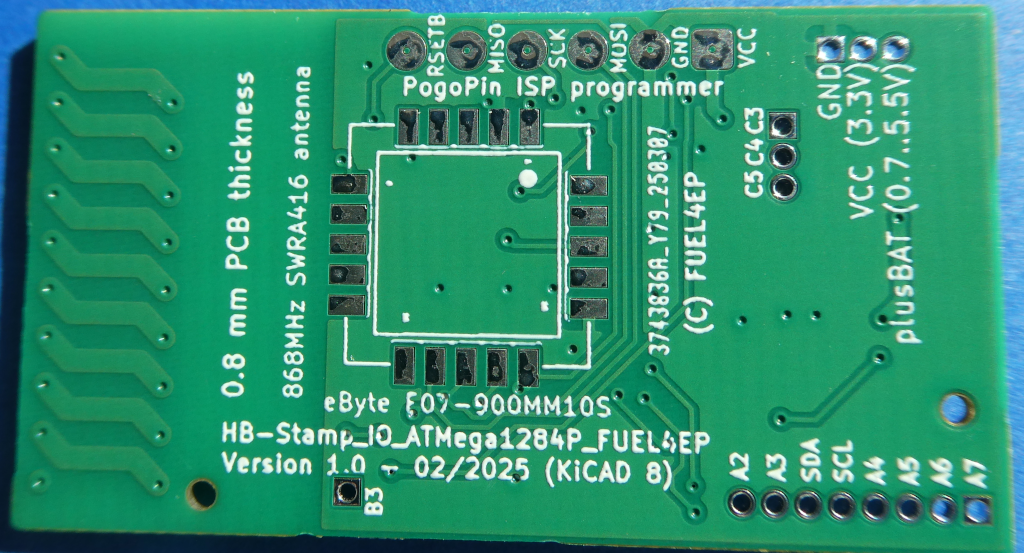 RSETB
MISO
SCK
MOSI
GND
VCC
PogoPin ISP programmer
GND
VCC (3.3V)
plusBAT (0.7..5.5V)
C5 C4 C3
0.8 mm PCB thickness
868MHz SWRA416 antenna
3743836A_Y79_250307
(C) FUEL4EP
eByte E07-900MM10S
HB-Stamp_IO_ATMega1284P_FUEL4EP
Version 1.0 - 02/2025 (KiCAD 8)
B3
A2
A3
SDA
SCL
A4
A5
A6
A7